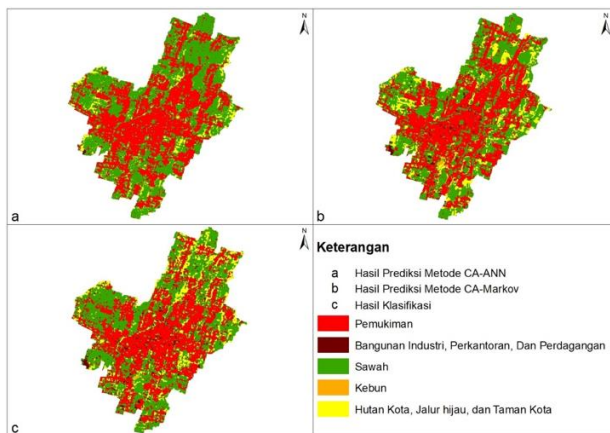 N
N
a
b
N
c
Keterangan
a Hasil Prediksi Metode CA-ANN
b Hasil Prediksi Metode CA-Markov
c Hasil Klasifikasi
Pemukiman
Bangunan Industri, Perkantoran, Dan Perdagangan
Sawah
Kebun
Hutan Kota, Jalur hijau, dan Taman Kota